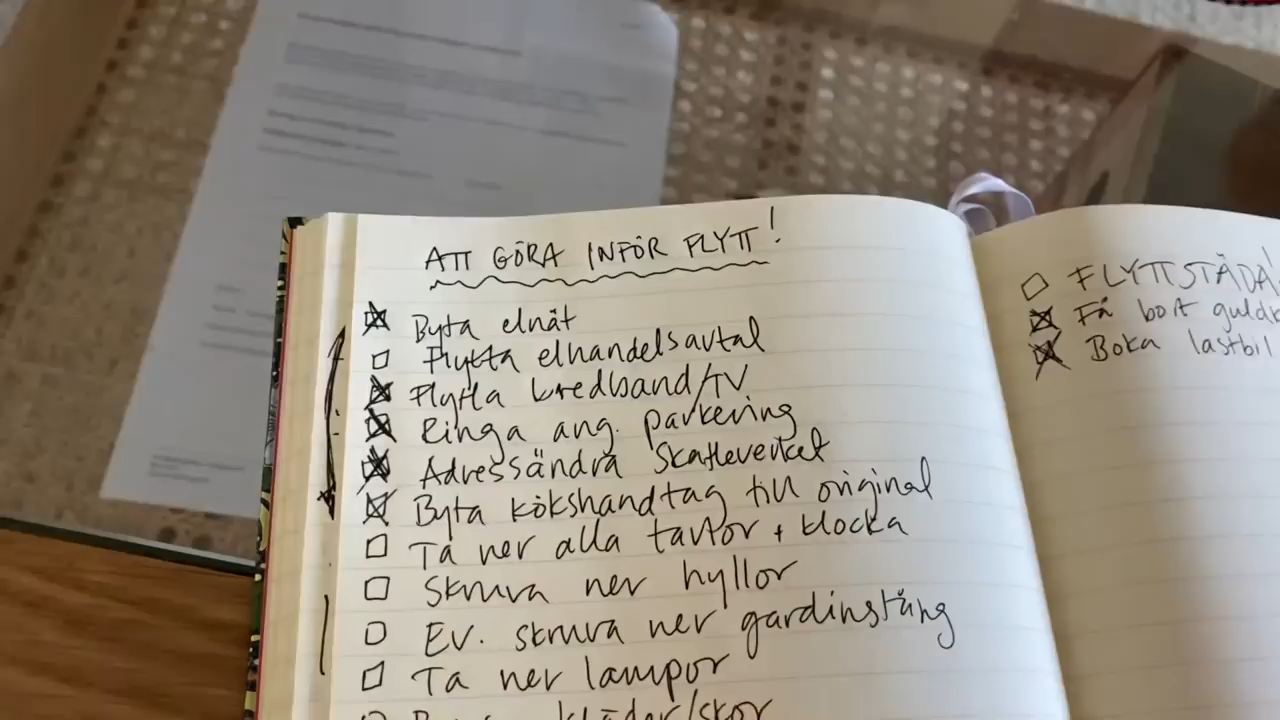 ATT GÖRA INFÖR FLYTT!
Byta elnät
Flytta elhandelsavtal
Flytta bredband/TV
Ringa ang. parkering
Adressändra Skatteverket
Byta kökshandtag till original
Ta ner alla tavlor + klocka
Skruva ner hyllor
Ev. skruva ner gardinstång
Ta ner lampor
kläder/skor
FLYTTSTÄDA!
Få bort
Boka lastbil